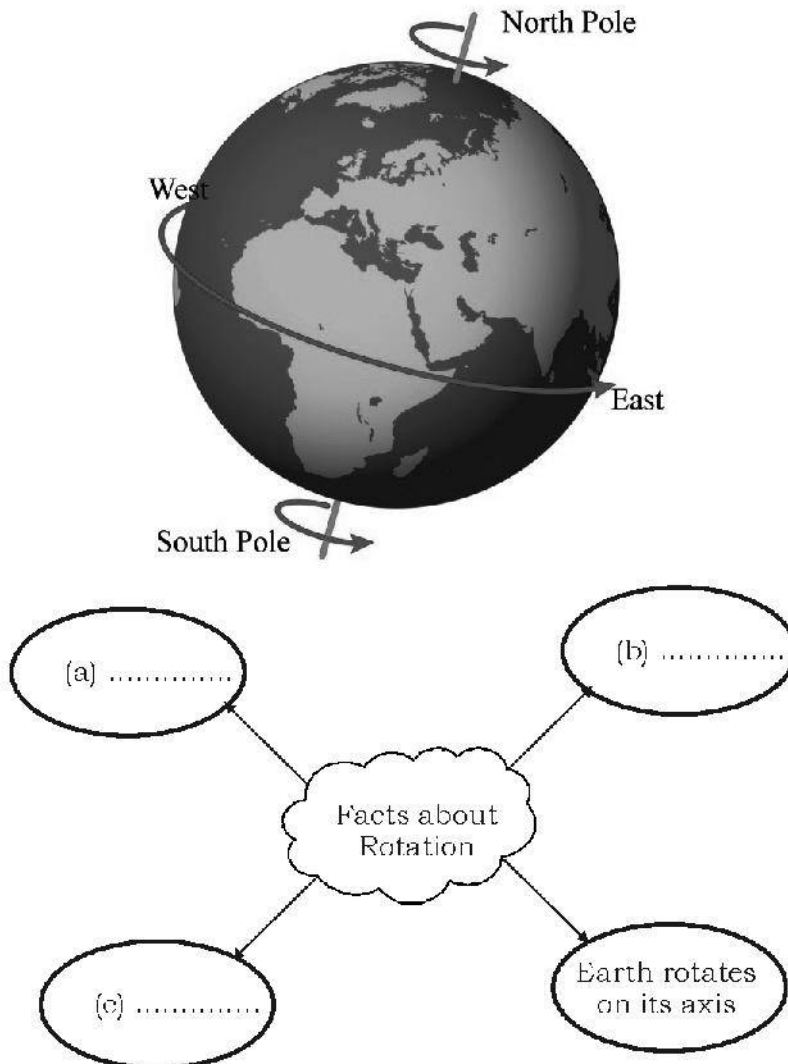 North Pole
West
East
South Pole
(a) ..............
(b) ..............
Facts about
Rotation
(c) ..............
Earth rotates
on its axis